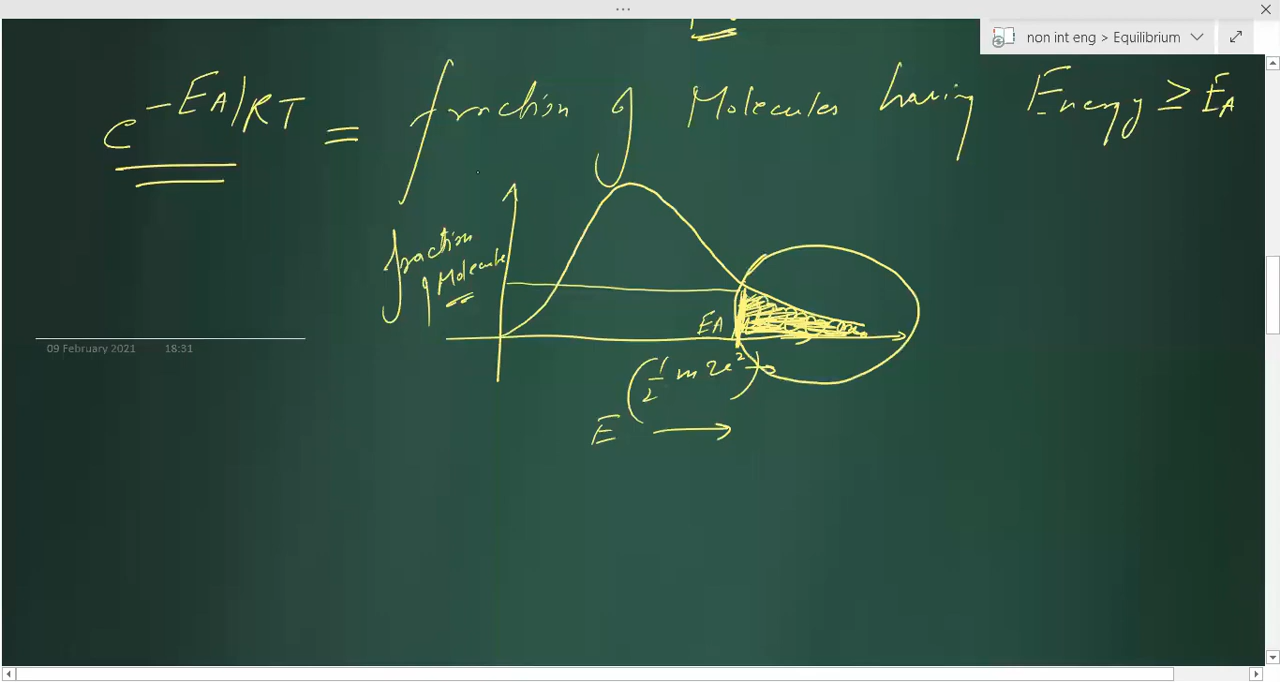 non int eng > Equilibrium
e^-EA/RT = fraction of Molecules having Energy ≥ EA
fraction
of Molecules
EA
(1/2 m u²)
E →
09 February 2021 18:31